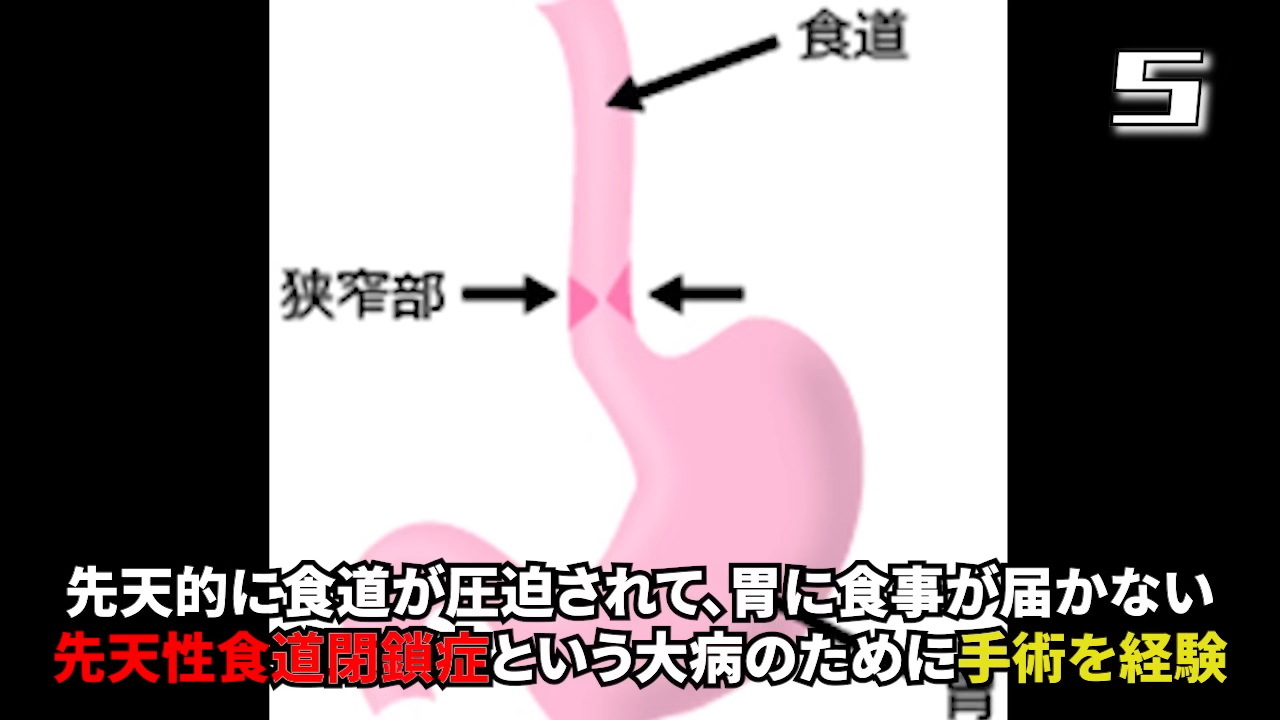 食道
5
狭窄部
先天的に食道が圧迫されて、胃に食事が届かない
先天性食道閉鎖症という大病のために手術を経験
胃